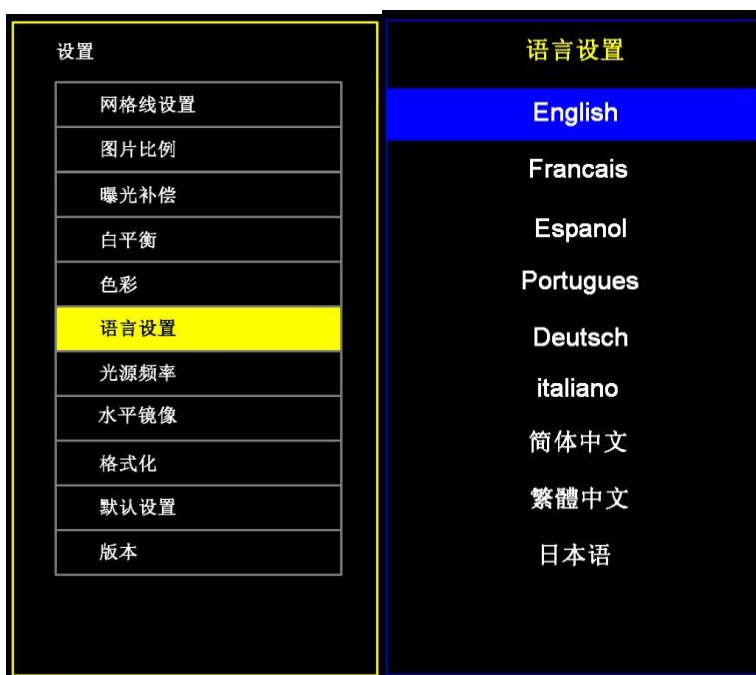 设置
网格线设置
图片比例
曝光补偿
白平衡
色彩
语言设置
光源频率
水平镜像
格式化
默认设置
版本
语言设置
English
Francais
Espanol
Portugues
Deutsch
italiano
简体中文
繁體中文
日本语